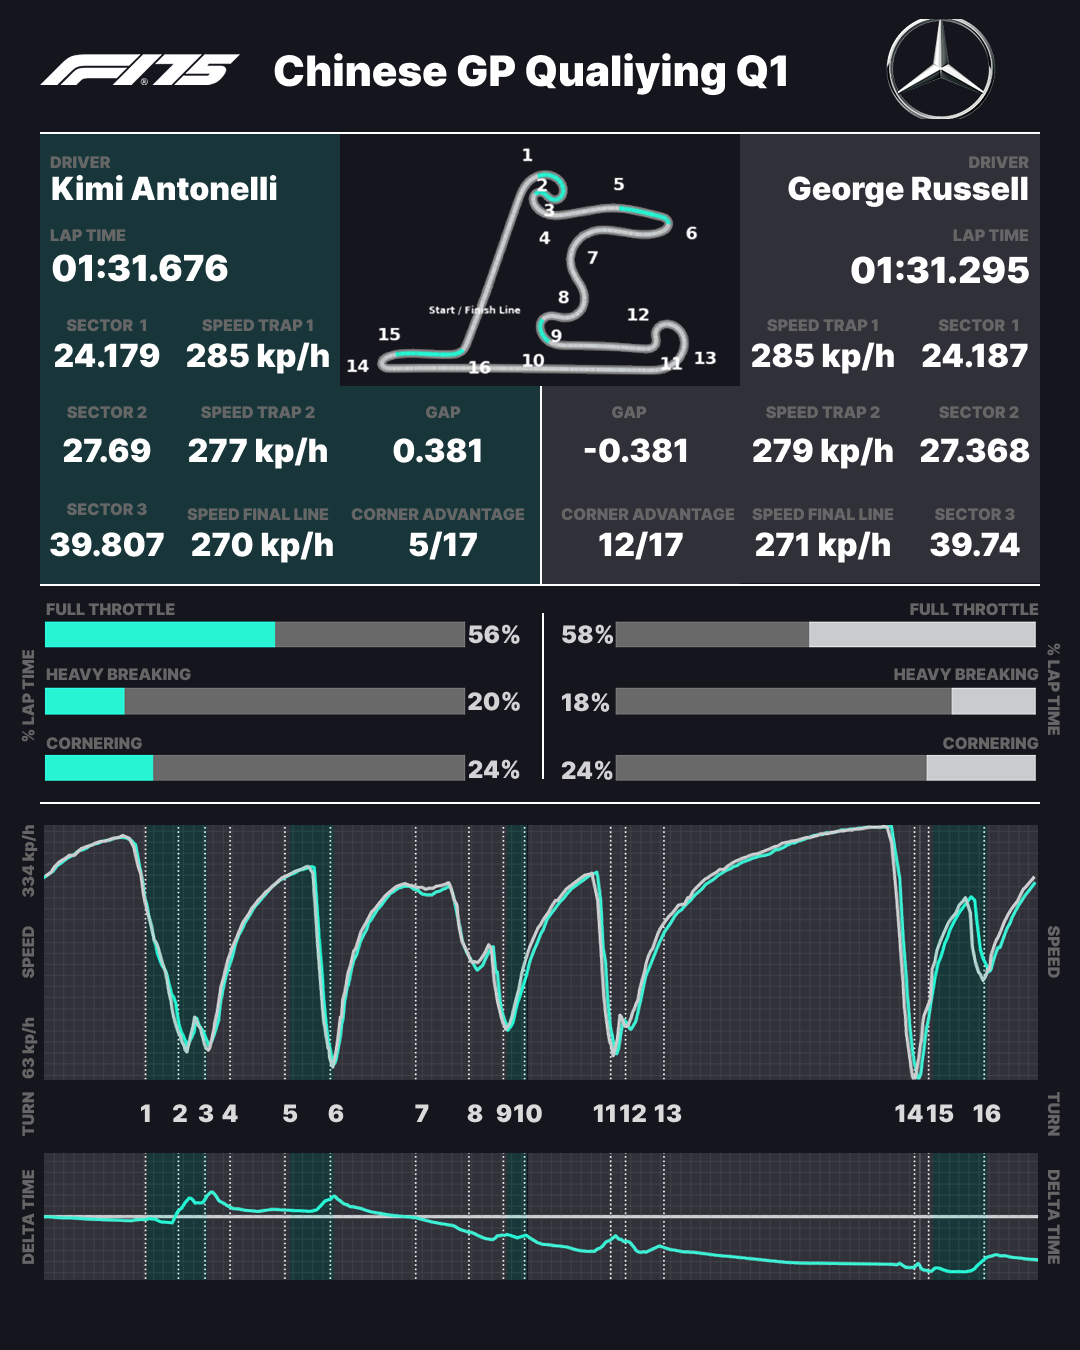 F1®75 Chinese GP Qualiying Q1
DRIVER
Kimi Antonelli
LAP TIME
01:31.676
SECTOR 1 SPEED TRAP 1
24.179 285 kp/h
1
2
3
4
5
6
7
8
9
10
11
12
13
14
15
16
Start / Finish Line
DRIVER
George Russell
LAP TIME
01:31.295
SPEED TRAP 1 SECTOR 1
285 kp/h 24.187
SECTOR 2 SPEED TRAP 2 GAP
27.69 277 kp/h 0.381
SECTOR 3 SPEED FINAL LINE CORNER ADVANTAGE
39.807 270 kp/h 5/17
GAP SPEED TRAP 2 SECTOR 2
-0.381 279 kp/h 27.368
CORNER ADVANTAGE SPEED FINAL LINE SECTOR 3
12/17 271 kp/h 39.74
% LAP TIME
FULL THROTTLE
56%
HEAVY BREAKING
20%
CORNERING
24%
FULL THROTTLE
58%
HEAVY BREAKING
18%
CORNERING
24%
% LAP TIME
334 kp/h
SPEED
63 kp/h
SPEED
TURN
1 2 3 4 5 6 7 8 9 10 11 12 13 14 15 16
TURN
DELTA TIME
DELTA TIME